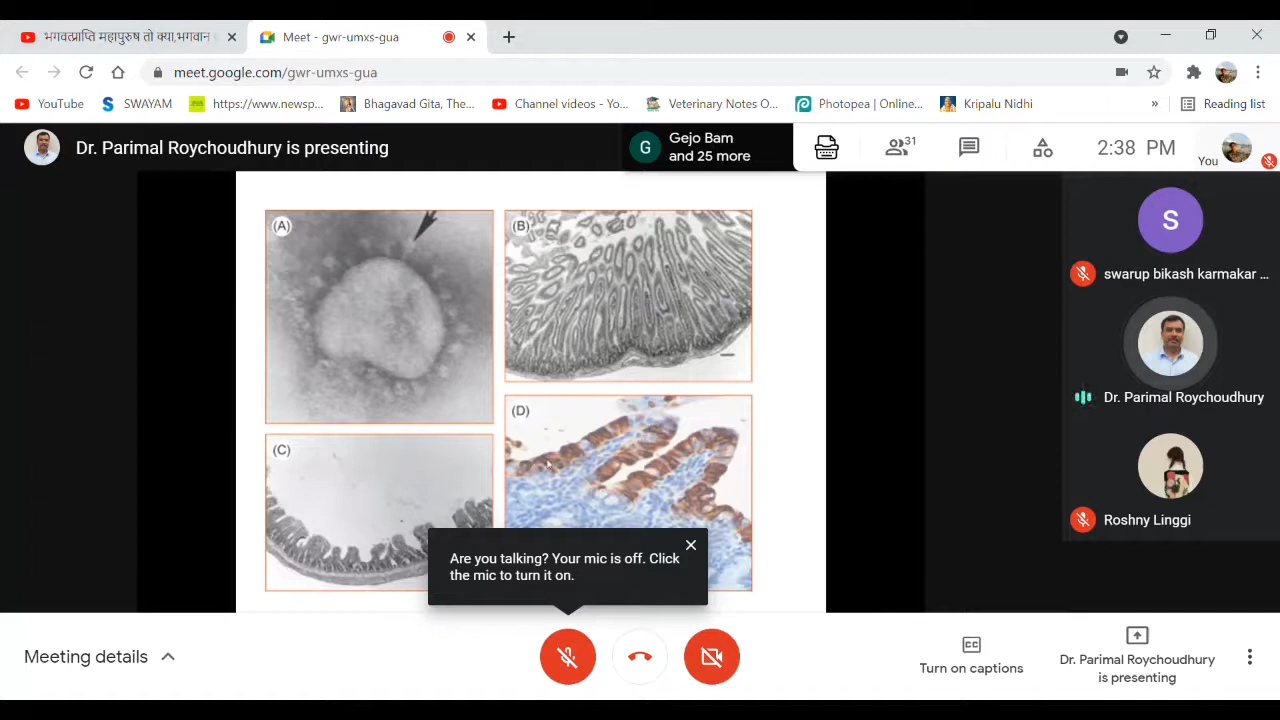 भगवत्प्राप्ति महापुरुष तो क्या,भगवान
Meet - gwr-umxs-gua
meet.google.com/gwr-umxs-gua
YouTube
SWAYAM
https://www.newsp...
Bhagavad Gita, The...
Channel videos - Yo...
Veterinary Notes O...
Photopea | Online...
Kripalu Nidhi
»
Reading list
Dr. Parimal Roychoudhury is presenting
G
Gejo Bam
and 25 more
31
2:38 PM
You
(A)
(B)
(C)
(D)
S
swarup bikash karmakar ...
Dr. Parimal Roychoudhury
Roshny Linggi
Are you talking? Your mic is off. Click
the mic to turn it on.
Meeting details
CC
Turn on captions
Dr. Parimal Roychoudhury
is presenting